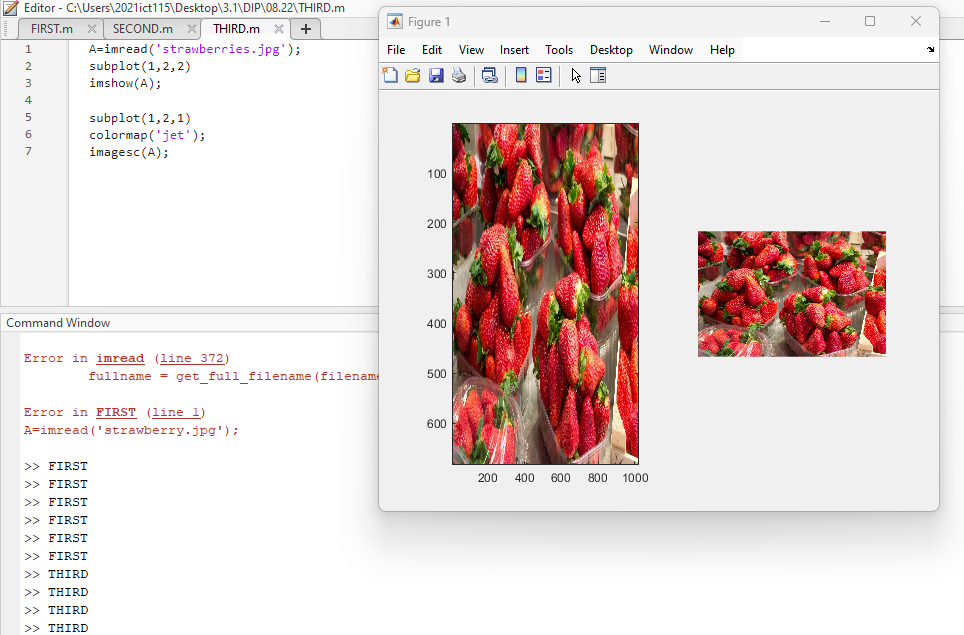 Editor - C:\Users\2021ict115\Desktop\3.1\DIP\08.22\THIRD.m
FIRST.m SECOND.m THIRD.m
1 A=imread('strawberries.jpg');
2 subplot(1,2,2)
3 imshow(A);
4
5 subplot(1,2,1)
6 colormap('jet');
7 imagesc(A);
Figure 1
File Edit View Insert Tools Desktop Window Help
100
200
300
400
500
600
200 400 600 800 1000
Command Window
Error in imread (line 372)
fullname = get_full_filename(filename
Error in FIRST (line 1)
A=imread('strawberry.jpg');
>> FIRST
>> FIRST
>> FIRST
>> FIRST
>> FIRST
>> FIRST
>> THIRD
>> THIRD
>> THIRD
>> THIRD